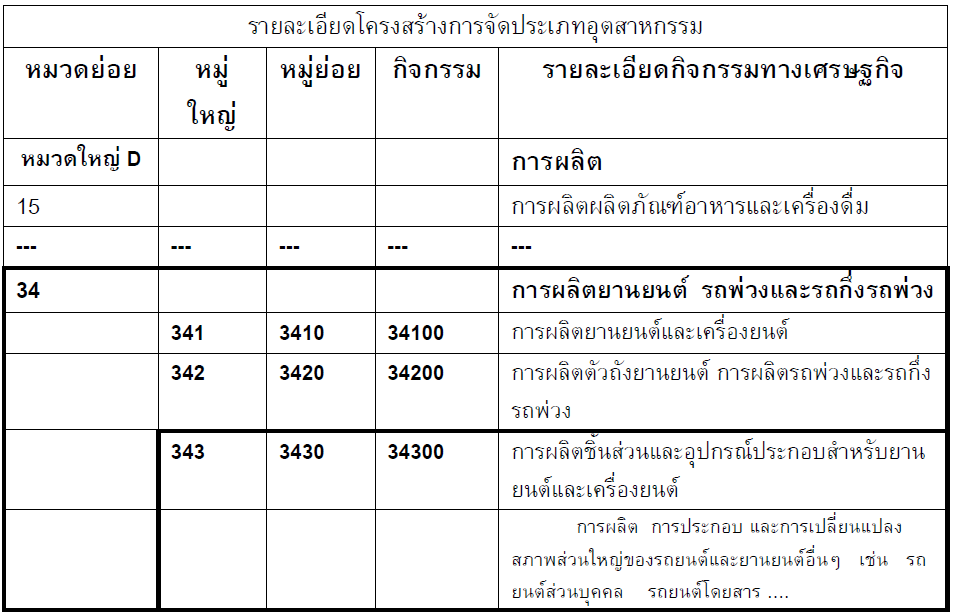 รายละเอียดโครงสร้างการจัดประเภทอุตสาหกรรม
หมวดย่อย หมู่ใหญ่ หมู่ย่อย กิจกรรม รายละเอียดกิจกรรมทางเศรษฐกิจ
หมวดใหญ่ D การผลิต
15 การผลิตผลิตภัณฑ์อาหารและเครื่องดื่ม
--- --- --- --- ---
34 การผลิตยานยนต์ รถพ่วงและรถกึ่งรถพ่วง
341 3410 34100 การผลิตยานยนต์และเครื่องยนต์
342 3420 34200 การผลิตตัวถังยานยนต์ การผลิตรถพ่วงและรถกึ่ง
รถพ่วง
343 3430 34300 การผลิตชิ้นส่วนและอุปกรณ์ประกอบสำหรับยาน
ยนต์และเครื่องยนต์
การผลิต การประกอบ และการเปลี่ยนแปลง
สภาพส่วนใหญ่ของรถยนต์และยานยนต์อื่นๆ เช่น รถ
ยนต์ส่วนบุคคล รถยนต์โดยสาร ....